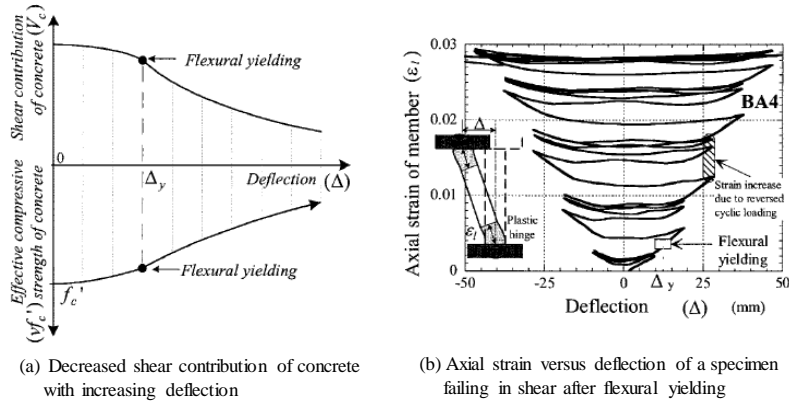 Shear contribution
of concrete (Vc)
Flexural yielding
0
Δy
Deflection (Δ)
Effective compressive
(νfc') strength of concrete
fc'
Flexural yielding
(a) Decreased shear contribution of concrete
with increasing deflection
Axial strain of member (εl)
0.03
0.02
0.01
0
BA4
Δ
Plastic
hinge
εl
Strain increase
due to reversed
cyclic loading
Flexural
yielding
-50
-25
0
Δy
25
50
Deflection (Δ) (mm)
(b) Axial strain versus deflection of a specimen
failing in shear after flexural yielding